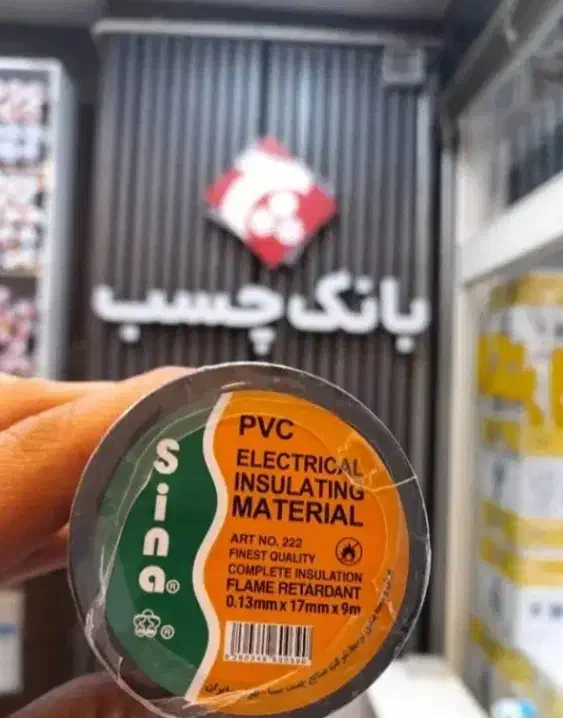 بانک چسب
sina®
®
PVC
ELECTRICAL
INSULATING
MATERIAL
ART NO. 222
FINEST QUALITY
COMPLETE INSULATION
FLAME RETARDANT
0.13mm x 17mm x 9m
ایران